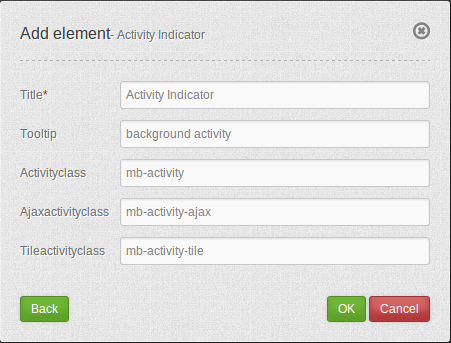 Add element- Activity Indicator
Title* Activity Indicator
Tooltip background activity
Activityclass mb-activity
Ajaxactivityclass mb-activity-ajax
Tileactivityclass mb-activity-tile
Back OK Cancel